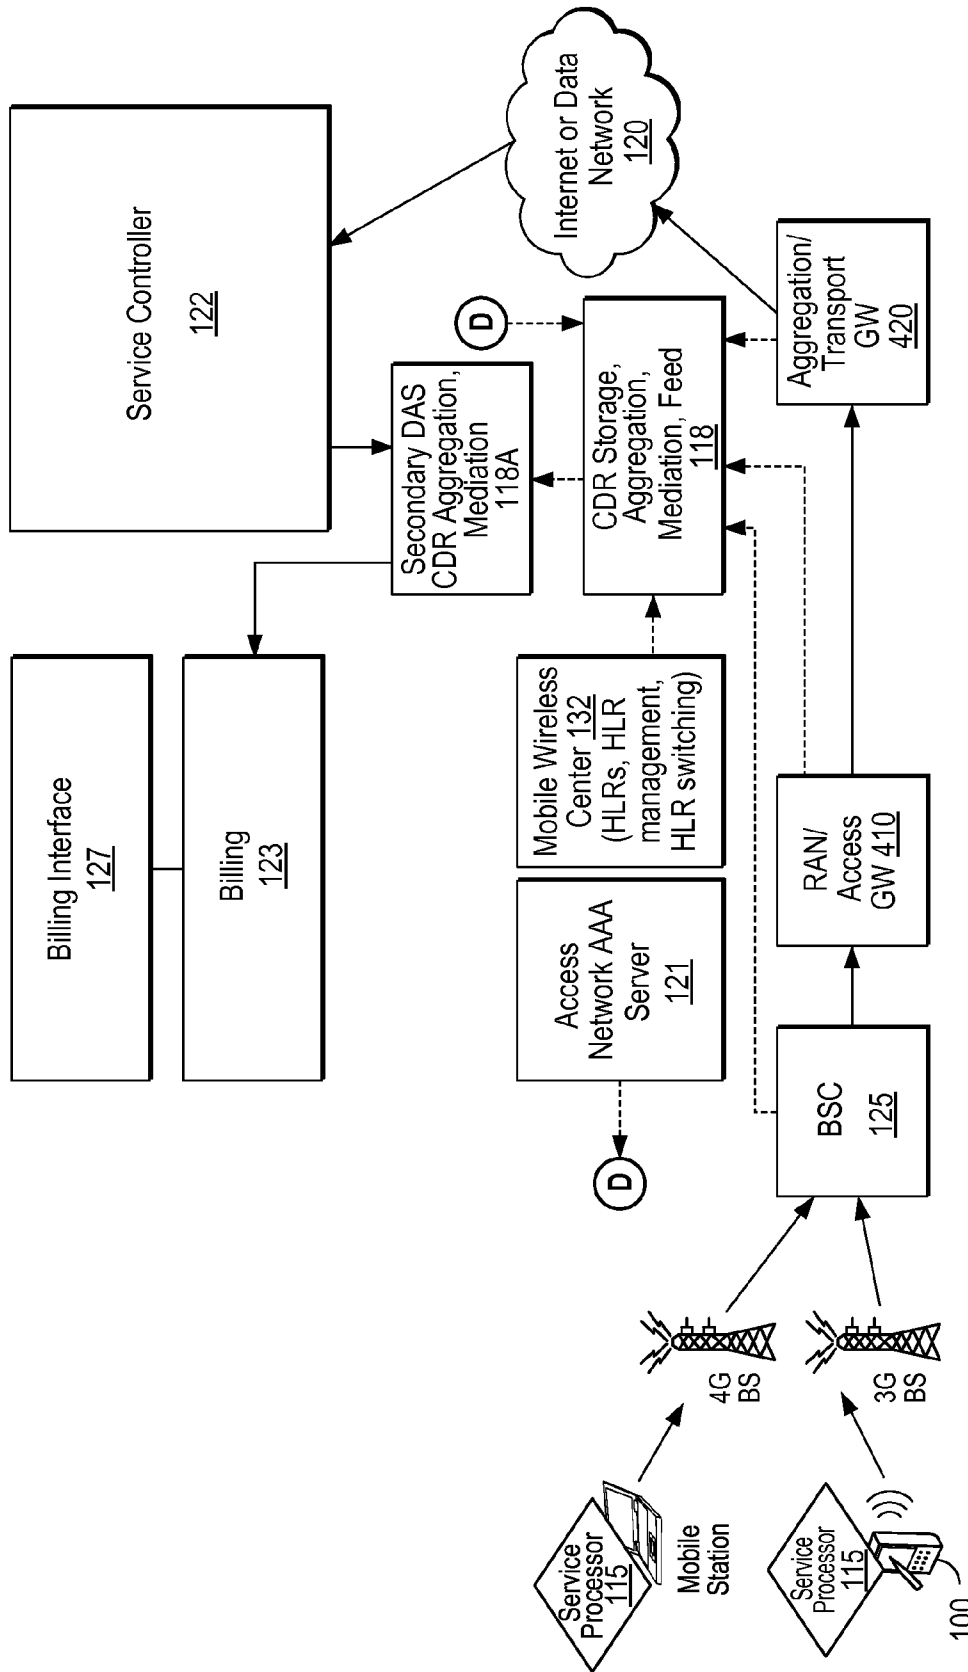 Billing Interface
127
Billing
123
Service Controller
122
Secondary DAS
CDR Aggregation,
Mediation
118A
D
Access
Network AAA
Server
121
D
Mobile Wireless
Center 132
(HLRs, HLR
management,
HLR switching)
CDR Storage,
Aggregation,
Mediation, Feed
118
Internet or Data
Network
120
Service
Processor
115
Mobile
Station
4G
BS
Service
Processor
115
100
3G
BS
BSC
125
RAN/
Access
GW 410
Aggregation/
Transport
GW
420